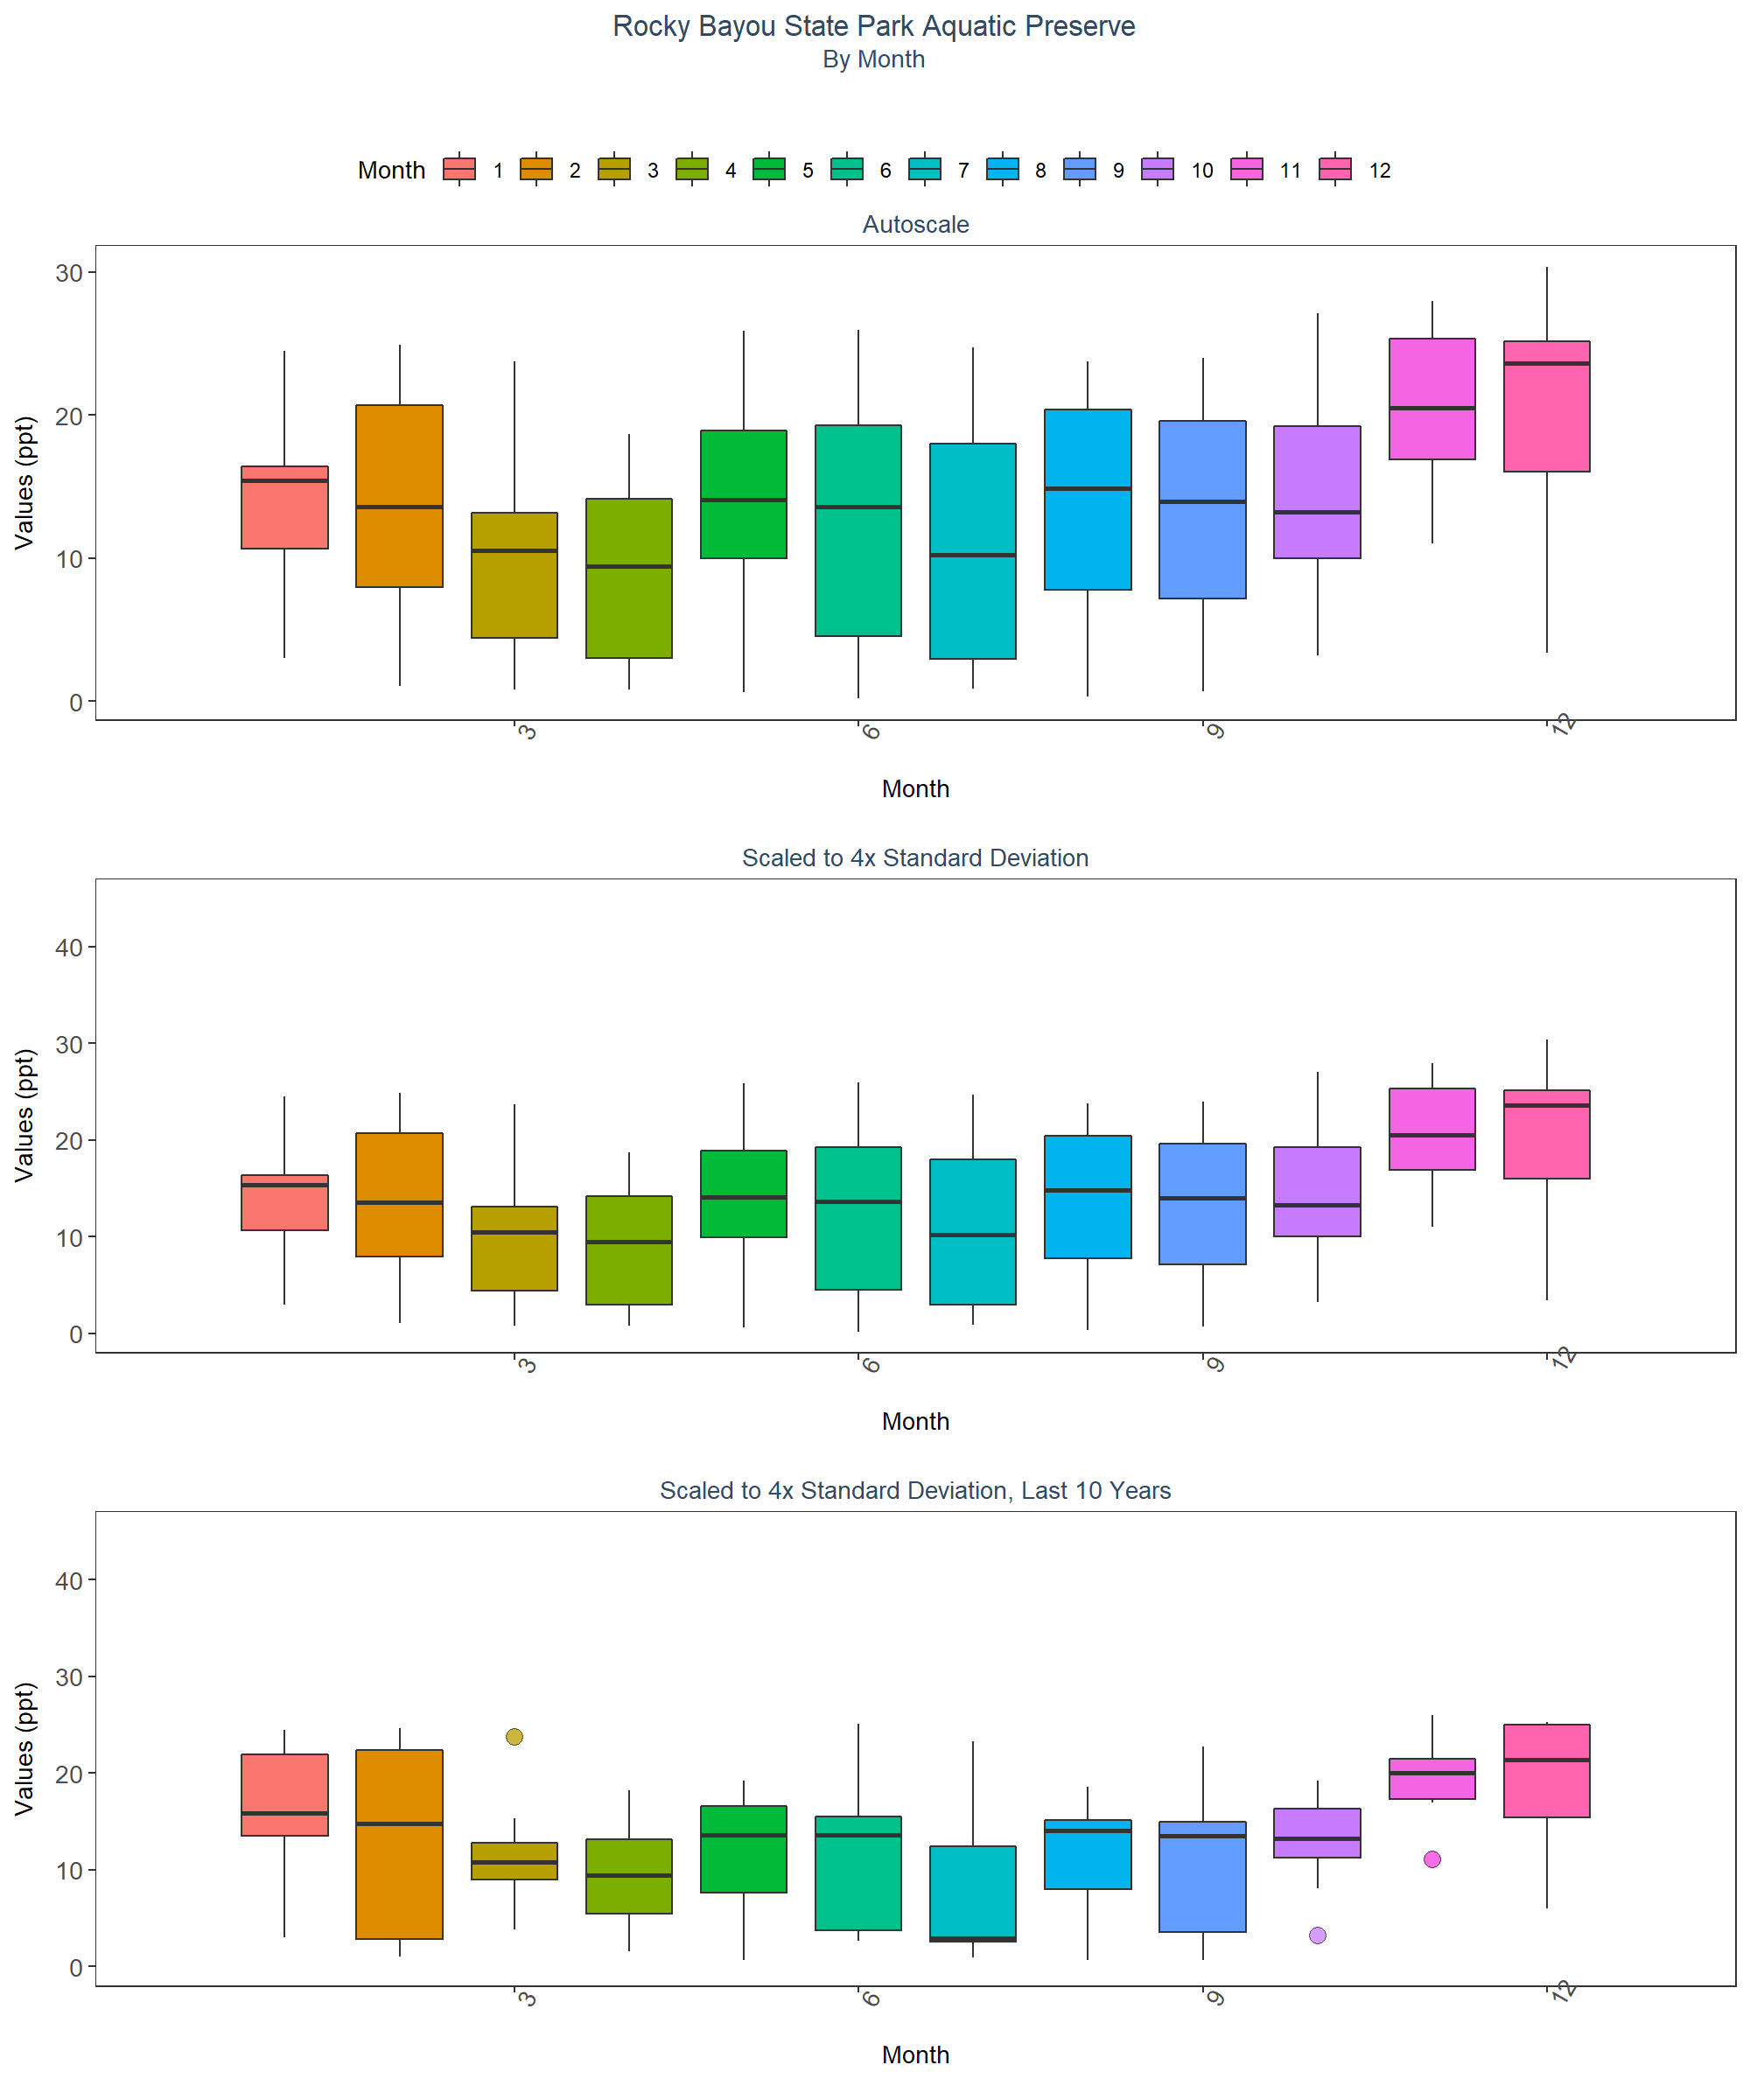 Rocky Bayou State Park Aquatic Preserve
By Month
Month 1 2 3 4 5 6 7 8 9 10 11 12
Autoscale
Values (ppt)
30
20
10
0
3 6 9 12
Month
Scaled to 4x Standard Deviation
Values (ppt)
40
30
20
10
0
3 6 9 12
Month
Scaled to 4x Standard Deviation, Last 10 Years
Values (ppt)
40
30
20
10
0
3 6 9 12
Month